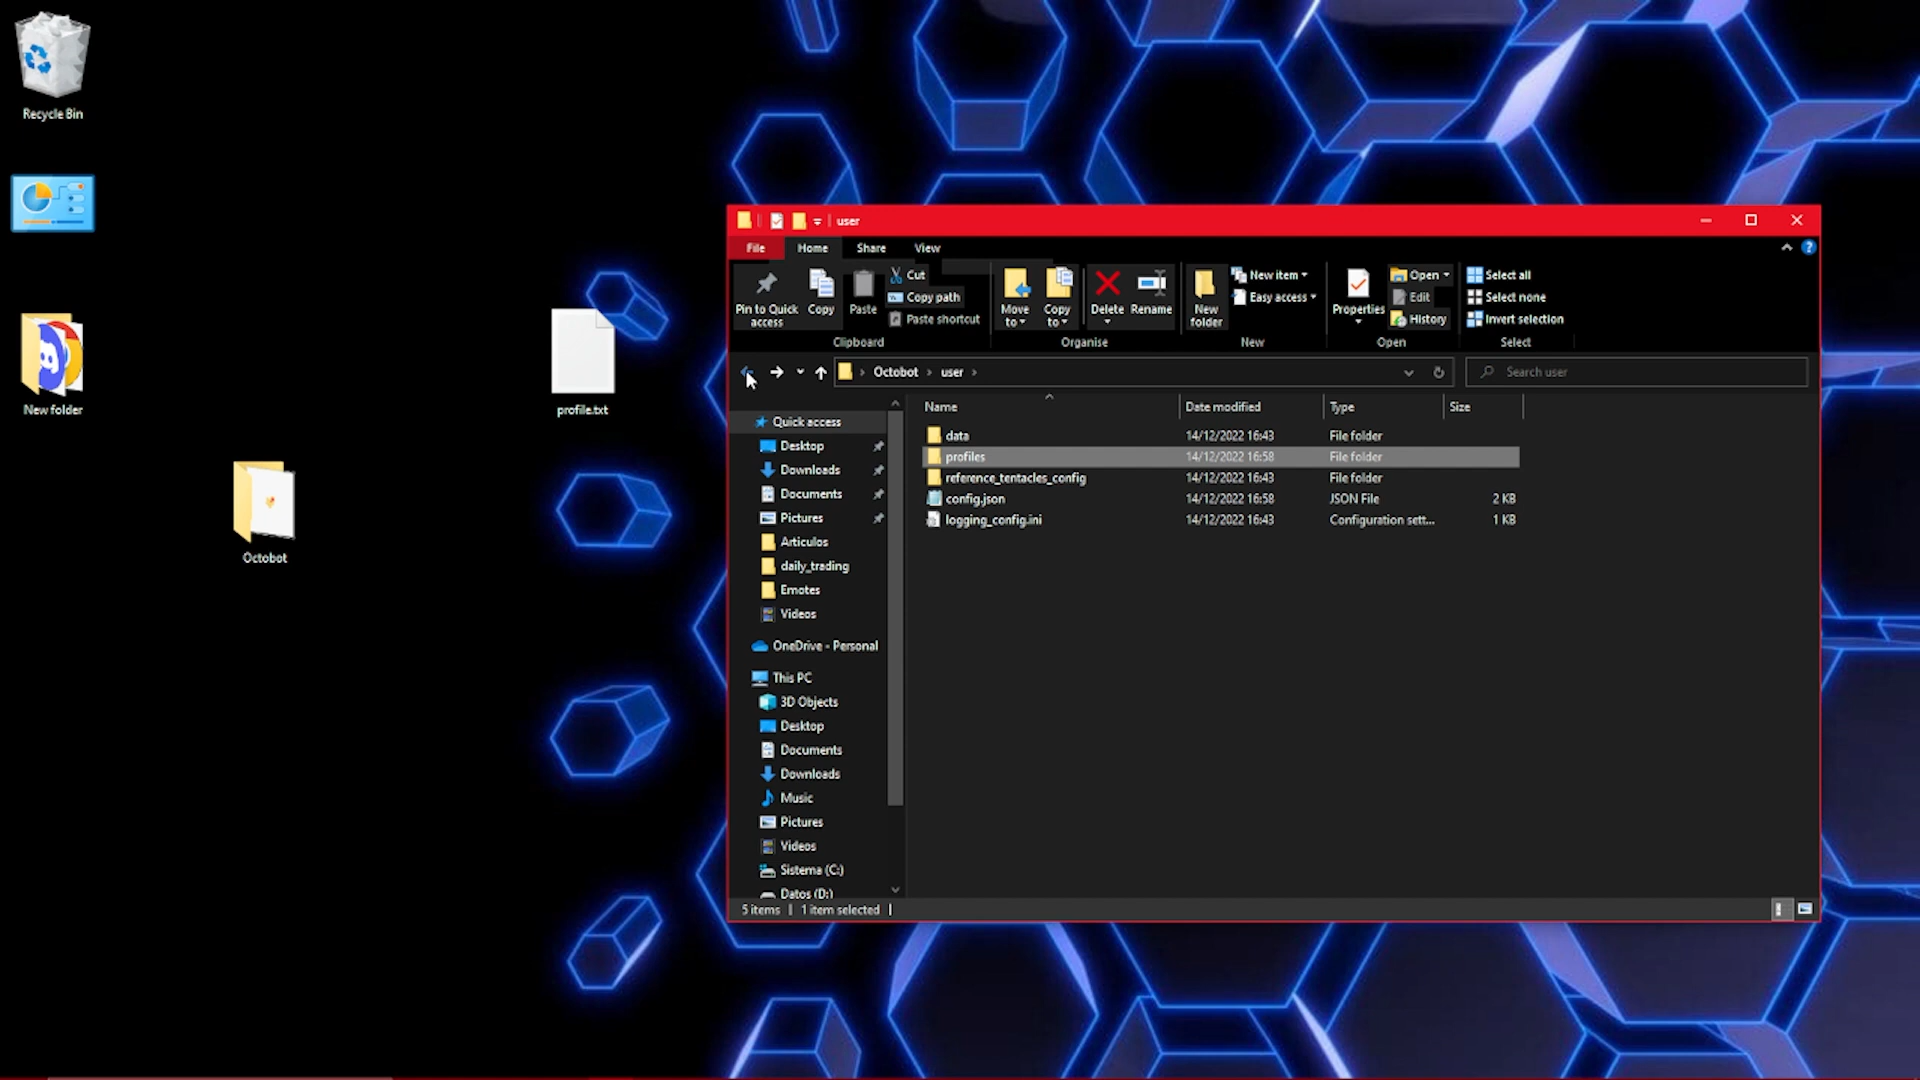 Recycle Bin
New folder
Octobot
profile.txt
user
File Home Share View
Pin to Quick access
Copy
Paste
Cut
Copy path
Paste shortcut
Clipboard
Move to
Copy to
Delete
Rename
Organise
New folder
New item
Easy access
New
Properties
Open
Edit
History
Open
Select all
Select none
Invert selection
Select
Octobot user
Search user
Quick access
Desktop
Downloads
Documents
Pictures
Articulos
daily_trading
Emotes
Videos
OneDrive - Personal
This PC
3D Objects
Desktop
Documents
Downloads
Music
Pictures
Videos
Sistema (C:)
Datos (D:)
Name Date modified Type Size
data 14/12/2022 16:43 File folder
profiles 14/12/2022 16:58 File folder
reference_tentacles_config 14/12/2022 16:43 File folder
config.json 14/12/2022 16:58 JSON File 2 KB
logging_config.ini 14/12/2022 16:43 Configuration sett... 1 KB
5 items 1 item selected